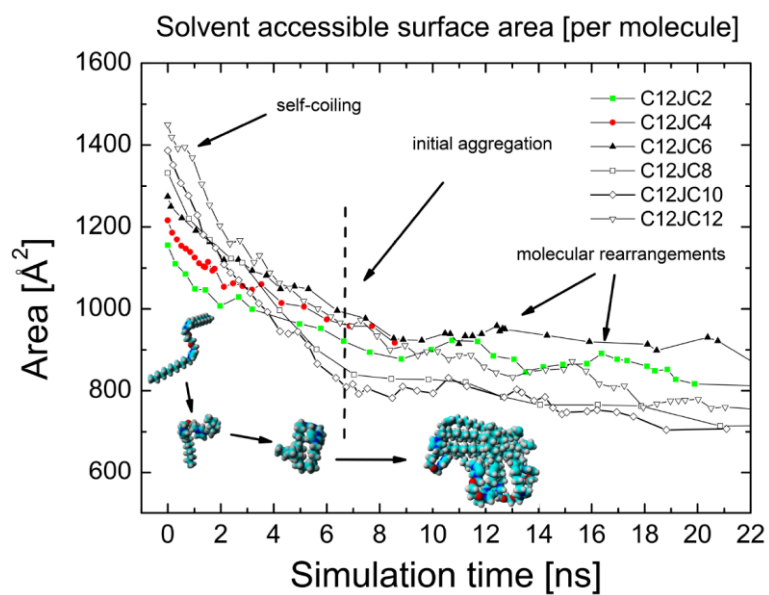 Solvent accessible surface area [per molecule]
1600
1400
1200
1000
800
600
Area [Å²]
self-coiling
initial aggregation
molecular rearrangements
C12JC2
C12JC4
C12JC6
C12JC8
C12JC10
C12JC12
0 2 4 6 8 10 12 14 16 18 20 22
Simulation time [ns]